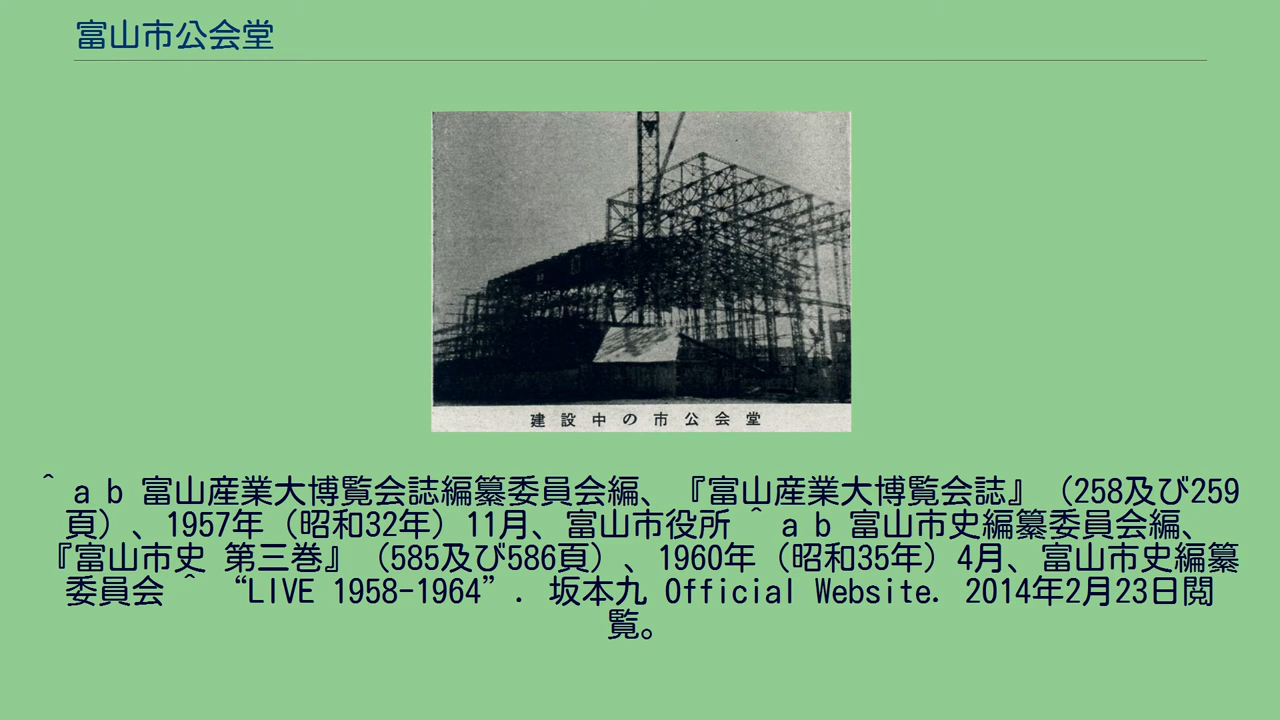 富山市公会堂
建設中の市公会堂
^ a b 富山産業大博覧会誌編纂委員会編、『富山産業大博覧会誌』（258及び259
頁）、1957年（昭和32年）11月、富山市役所 ^ a b 富山市史編纂委員会編、
『富山市史 第三巻』（585及び586頁）、1960年（昭和35年）4月、富山市史編纂
委員会 ^ “LIVE 1958-1964”. 坂本九 Official Website. 2014年2月23日閲
覧。